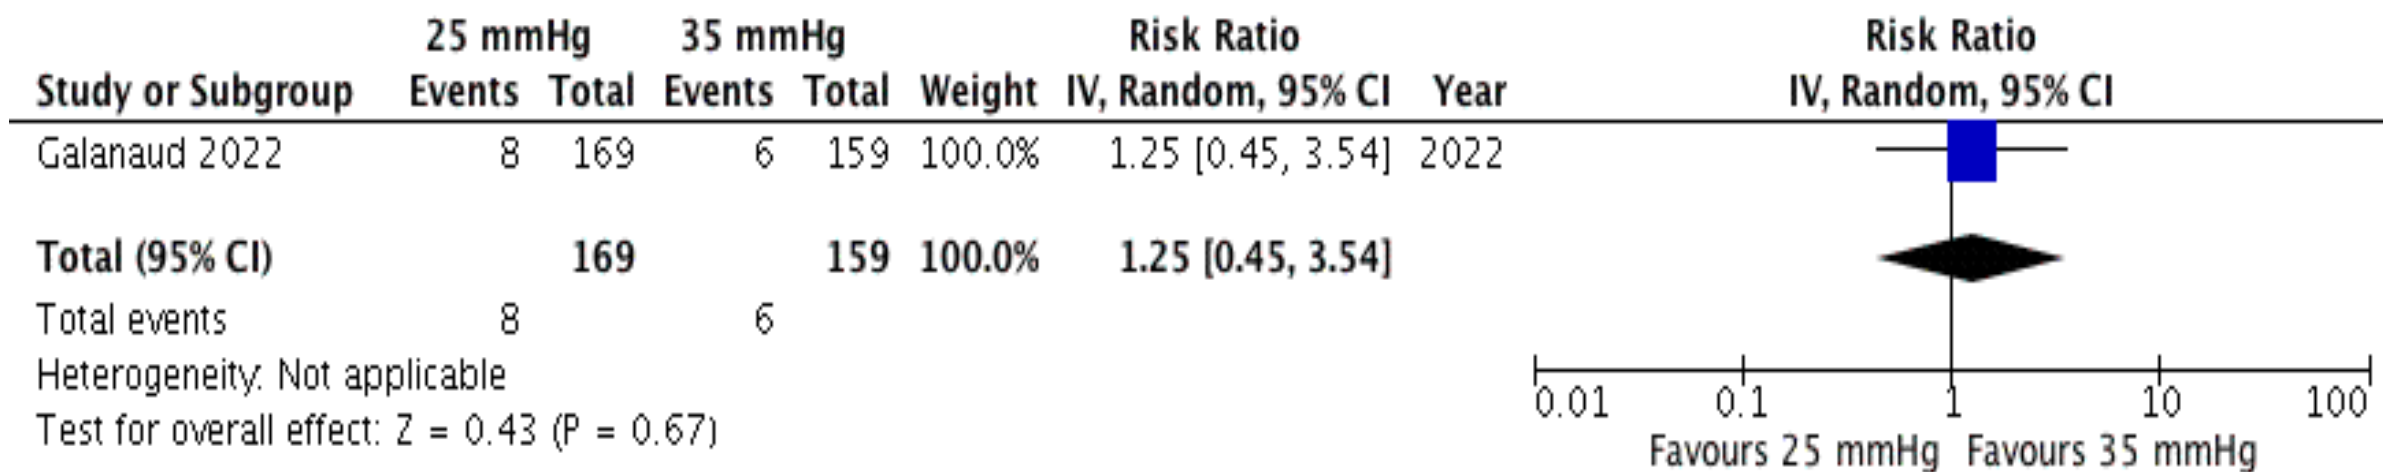 25 mmHg 35 mmHg Risk Ratio Risk Ratio
Study or Subgroup Events Total Events Total Weight IV, Random, 95% CI Year IV, Random, 95% CI
Galanaud 2022 8 169 6 159 100.0% 1.25 [0.45, 3.54] 2022
Total (95% CI) 169 159 100.0% 1.25 [0.45, 3.54]
Total events 8 6
Heterogeneity: Not applicable
Test for overall effect: Z = 0.43 (P = 0.67)
0.01 0.1 1 10 100
Favours 25 mmHg Favours 35 mmHg